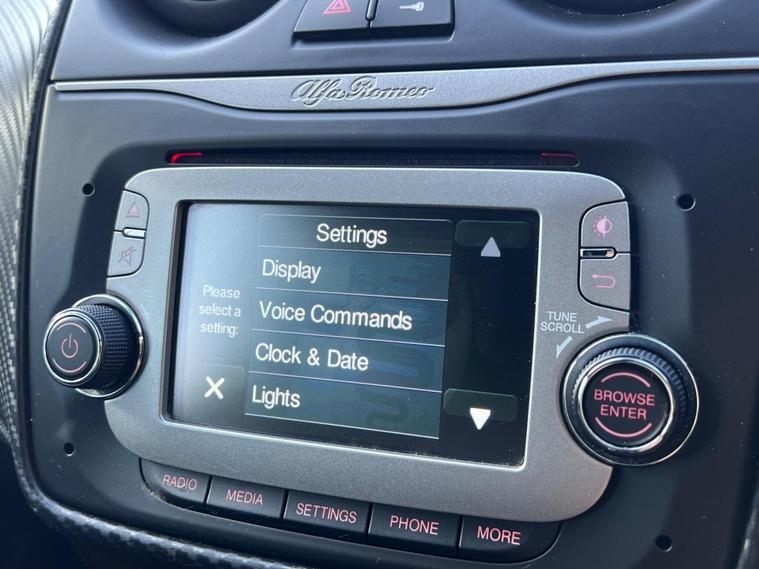 Alfa Romeo
Settings
Display
Voice Commands
Clock & Date
Lights
Please
select a
setting:
TUNE
SCROLL
BROWSE
ENTER
RADIO
MEDIA
SETTINGS
PHONE
MORE